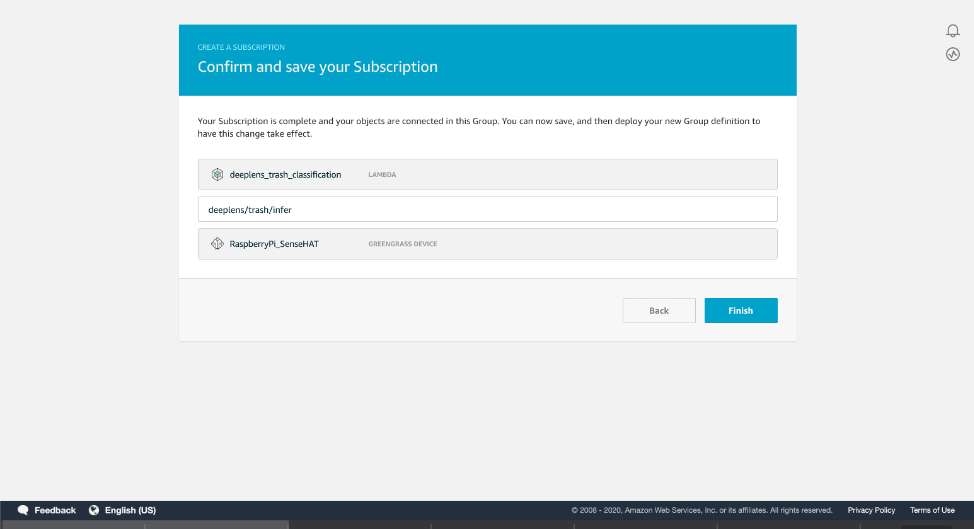 CREATE A SUBSCRIPTION
Confirm and save your Subscription
Your Subscription is complete and your objects are connected in this Group. You can now save, and then deploy your new Group definition to
have this change take effect.
deeplens_trash_classification LAMBDA
deeplens/trash/infer
RaspberryPi_SenseHAT GREENGRASS DEVICE
Back Finish
Feedback English (US) © 2008 - 2020, Amazon Web Services, Inc. or its affiliates. All rights reserved. Privacy Policy Terms of Use